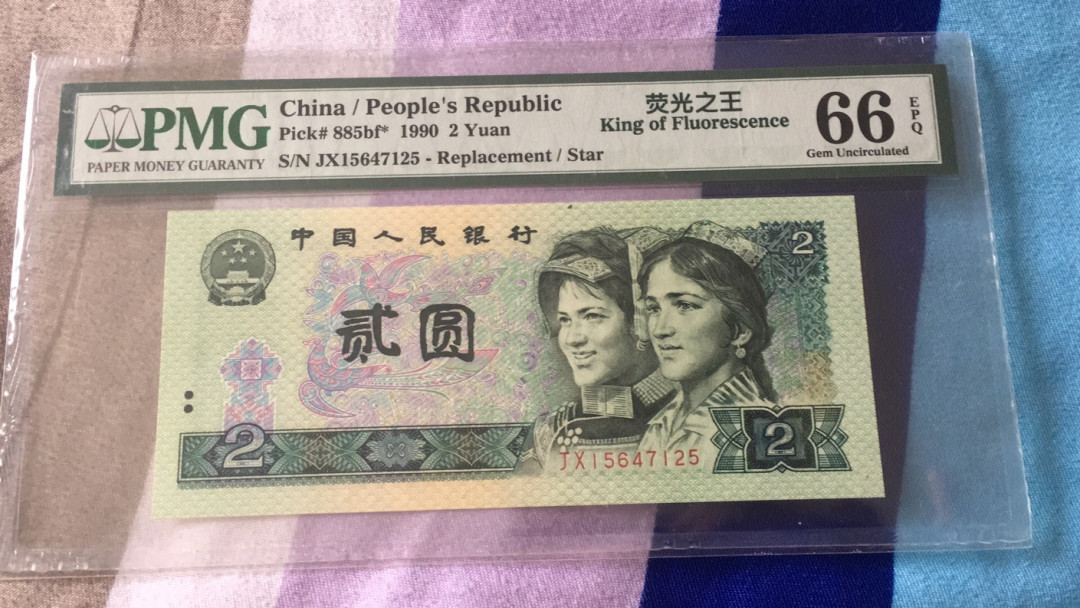 PMG
PAPER MONEY GUARANTY
China / People's Republic
Pick# 885bf* 1990 2 Yuan
S/N JX15647125 - Replacement / Star
荧光之王
King of Fluorescence
66
EPQ
Gem Uncirculated
中国人民银行
2
贰圆
2
2
JX15647125